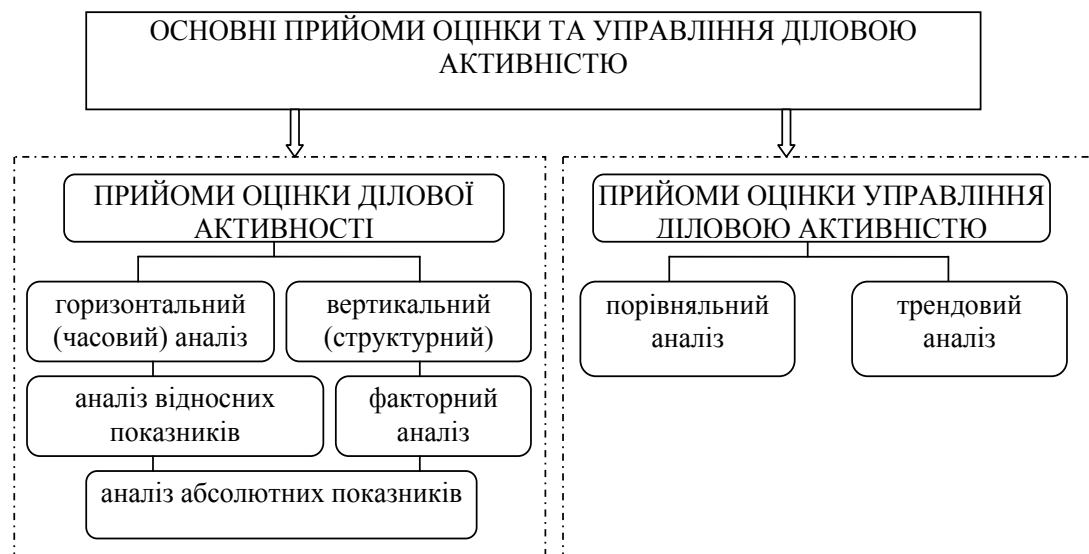 ОСНОВНІ ПРИЙОМИ ОЦІНКИ ТА УПРАВЛІННЯ ДІЛОВОЮ
АКТИВНІСТЮ
ПРИЙОМИ ОЦІНКИ ДІЛОВОЇ
АКТИВНОСТІ
горизонтальний
(часовий) аналіз
вертикальний
(структурний)
аналіз відносних
показників
факторний
аналіз
аналіз абсолютних показників
ПРИЙОМИ ОЦІНКИ УПРАВЛІННЯ
ДІЛОВОЮ АКТИВНІСТЮ
порівняльний
аналіз
трендовий
аналіз